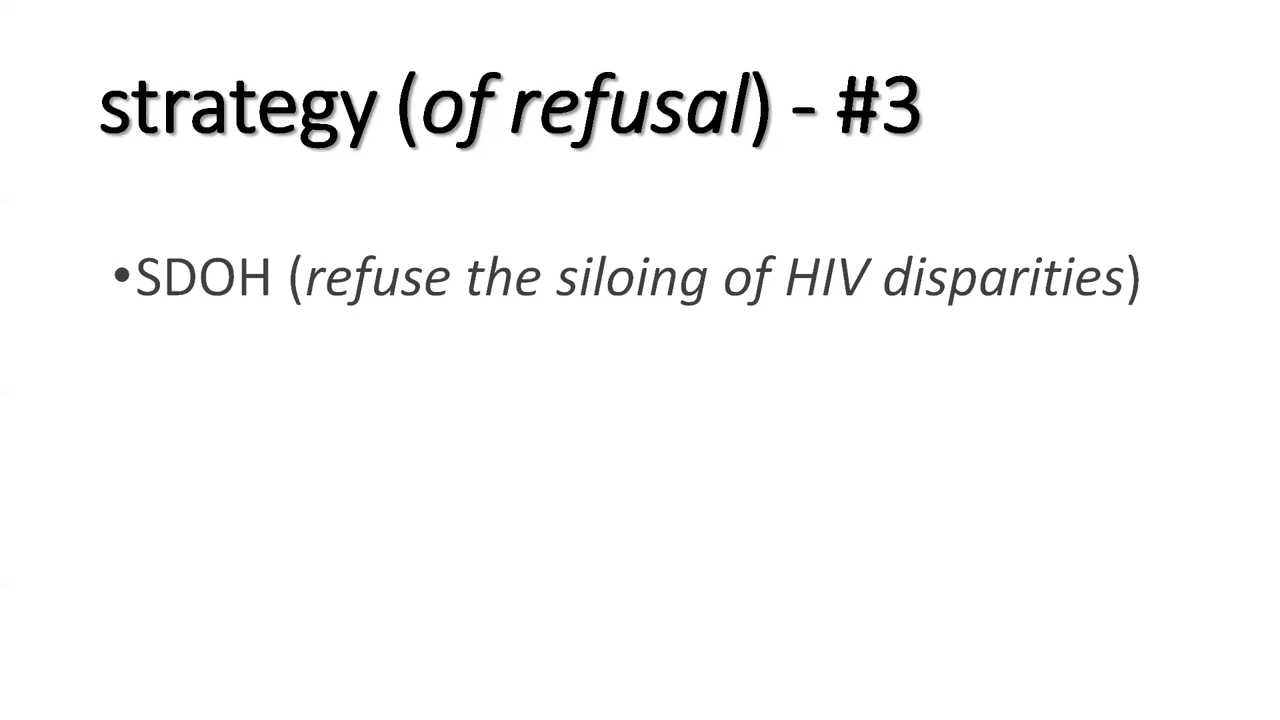 strategy (of refusal) - #3
•SDOH (refuse the siloing of HIV disparities)